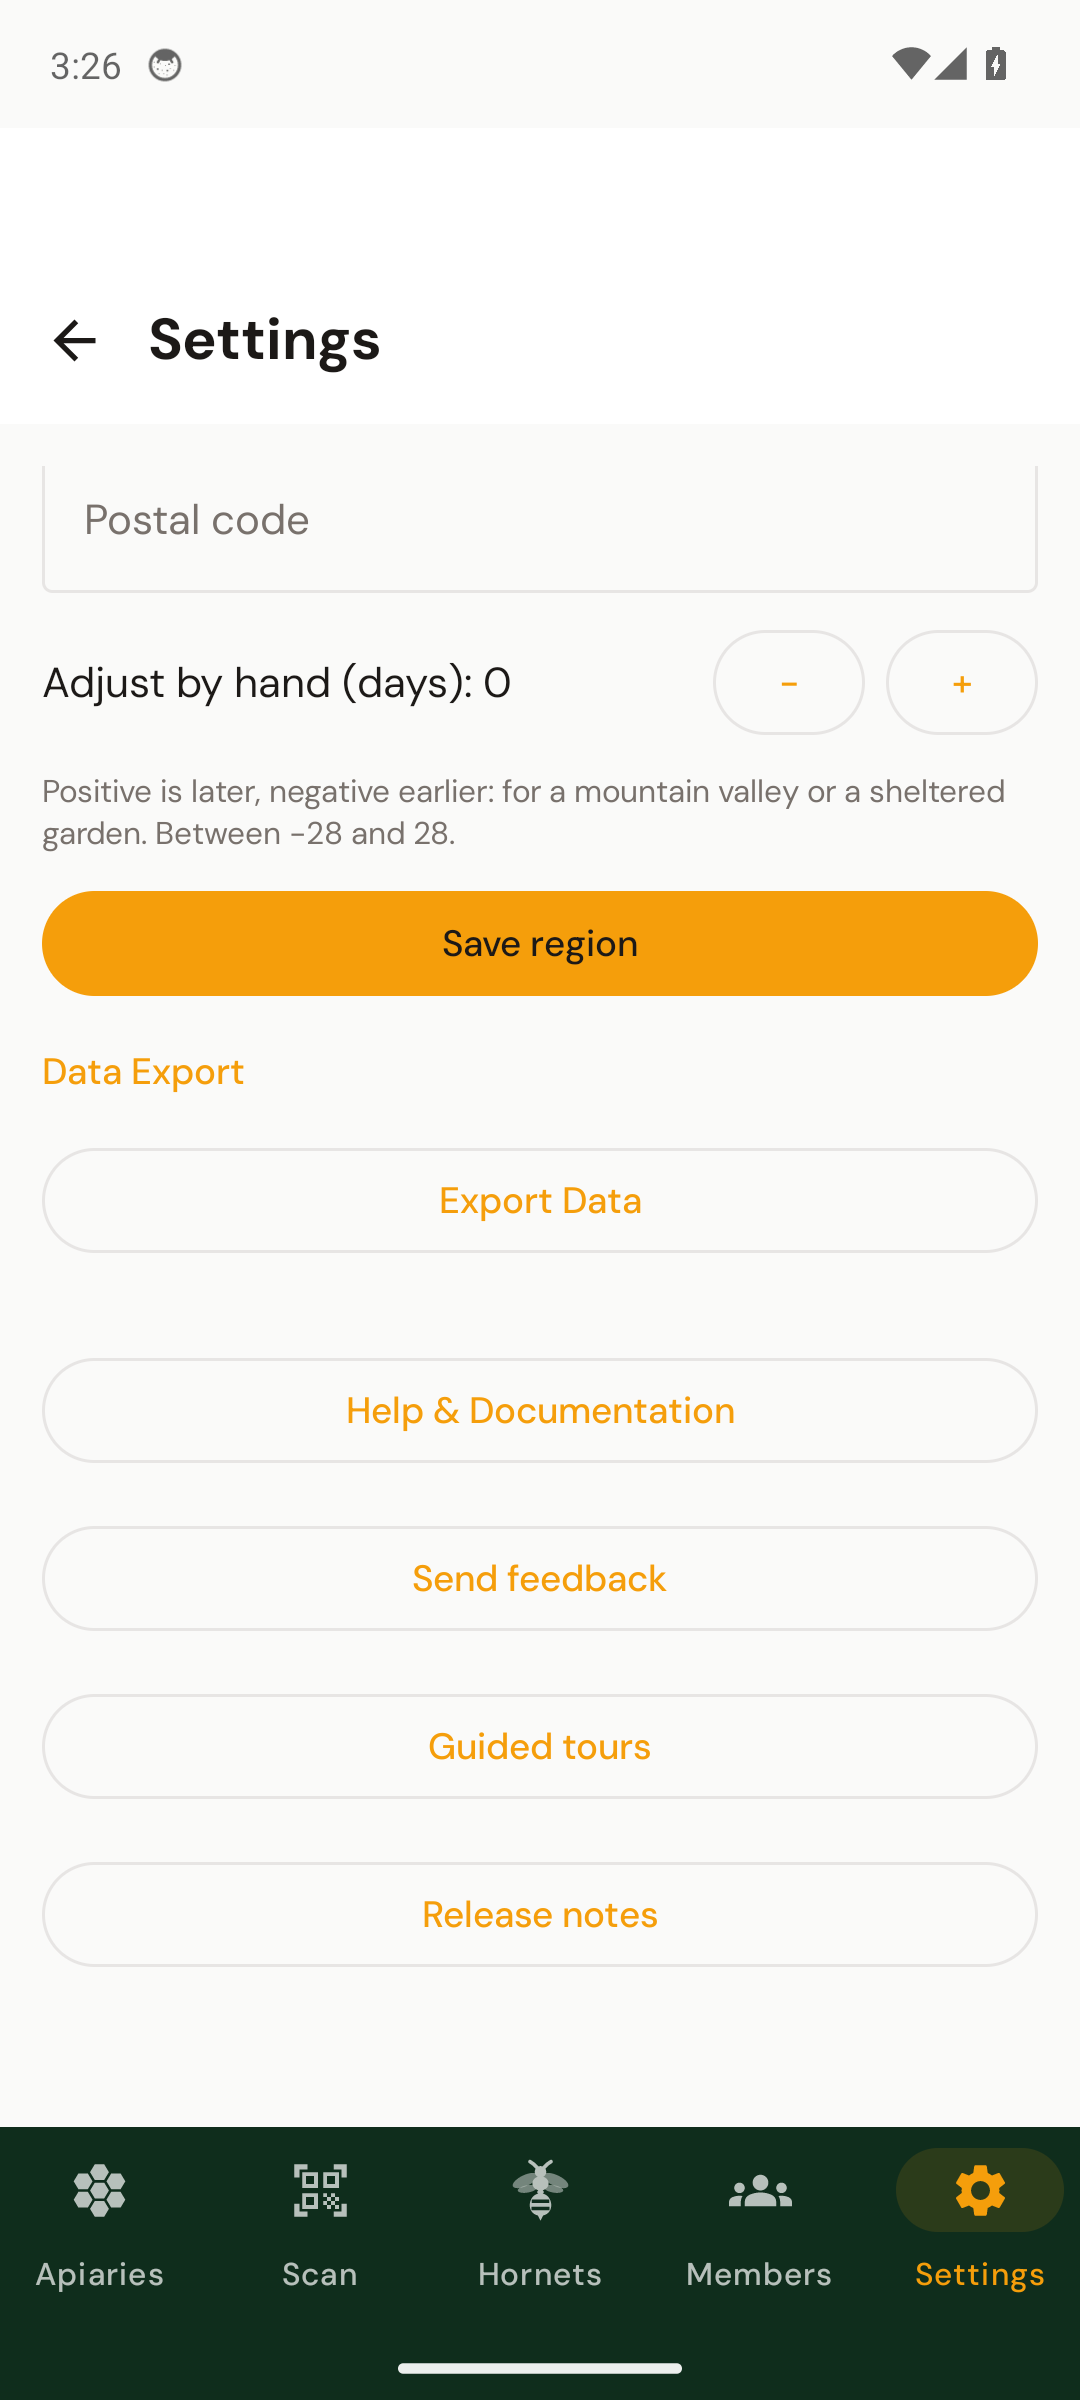 3:26
Settings
Postal code
Adjust by hand (days): 0
-
+
Positive is later, negative earlier: for a mountain valley or a sheltered
garden. Between -28 and 28.
Save region
Data Export
Export Data
Help & Documentation
Send feedback
Guided tours
Release notes
Apiaries
Scan
Hornets
Members
Settings